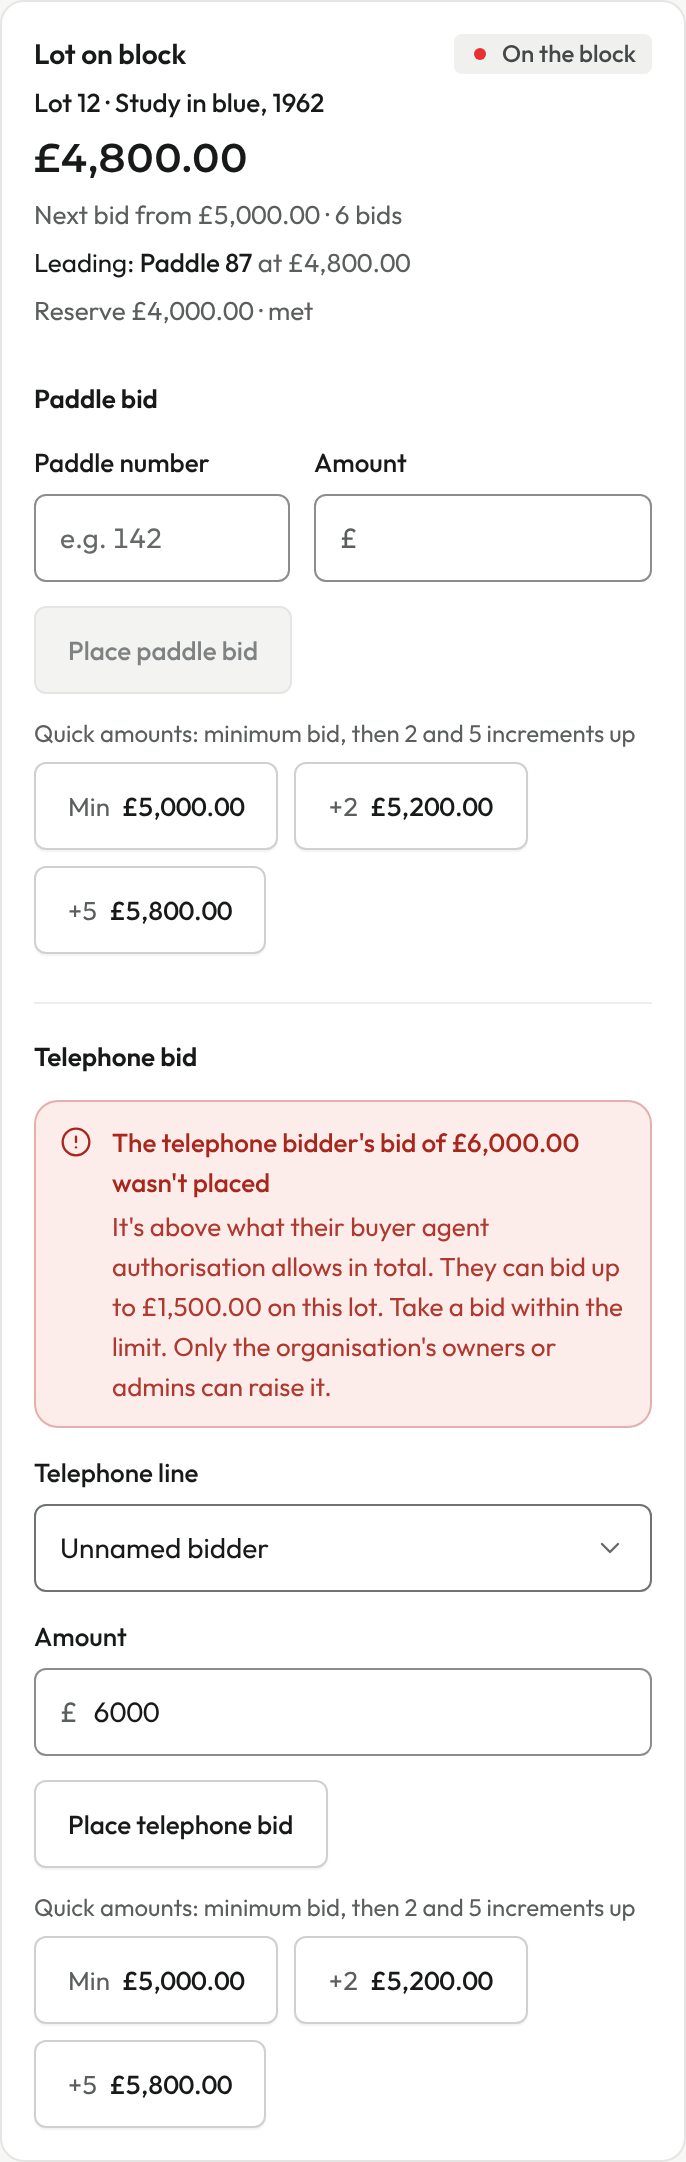 Lot on block
On the block
Lot 12 · Study in blue, 1962
£4,800.00
Next bid from £5,000.00 · 6 bids
Leading: Paddle 87 at £4,800.00
Reserve £4,000.00 · met
Paddle bid
Paddle number
Amount
e.g. 142
£
Place paddle bid
Quick amounts: minimum bid, then 2 and 5 increments up
Min £5,000.00
+2 £5,200.00
+5 £5,800.00
Telephone bid
The telephone bidder's bid of £6,000.00
wasn't placed
It's above what their buyer agent
authorisation allows in total. They can bid up
to £1,500.00 on this lot. Take a bid within the
limit. Only the organisation's owners or
admins can raise it.
Telephone line
Unnamed bidder
Amount
£ 6000
Place telephone bid
Quick amounts: minimum bid, then 2 and 5 increments up
Min £5,000.00
+2 £5,200.00
+5 £5,800.00